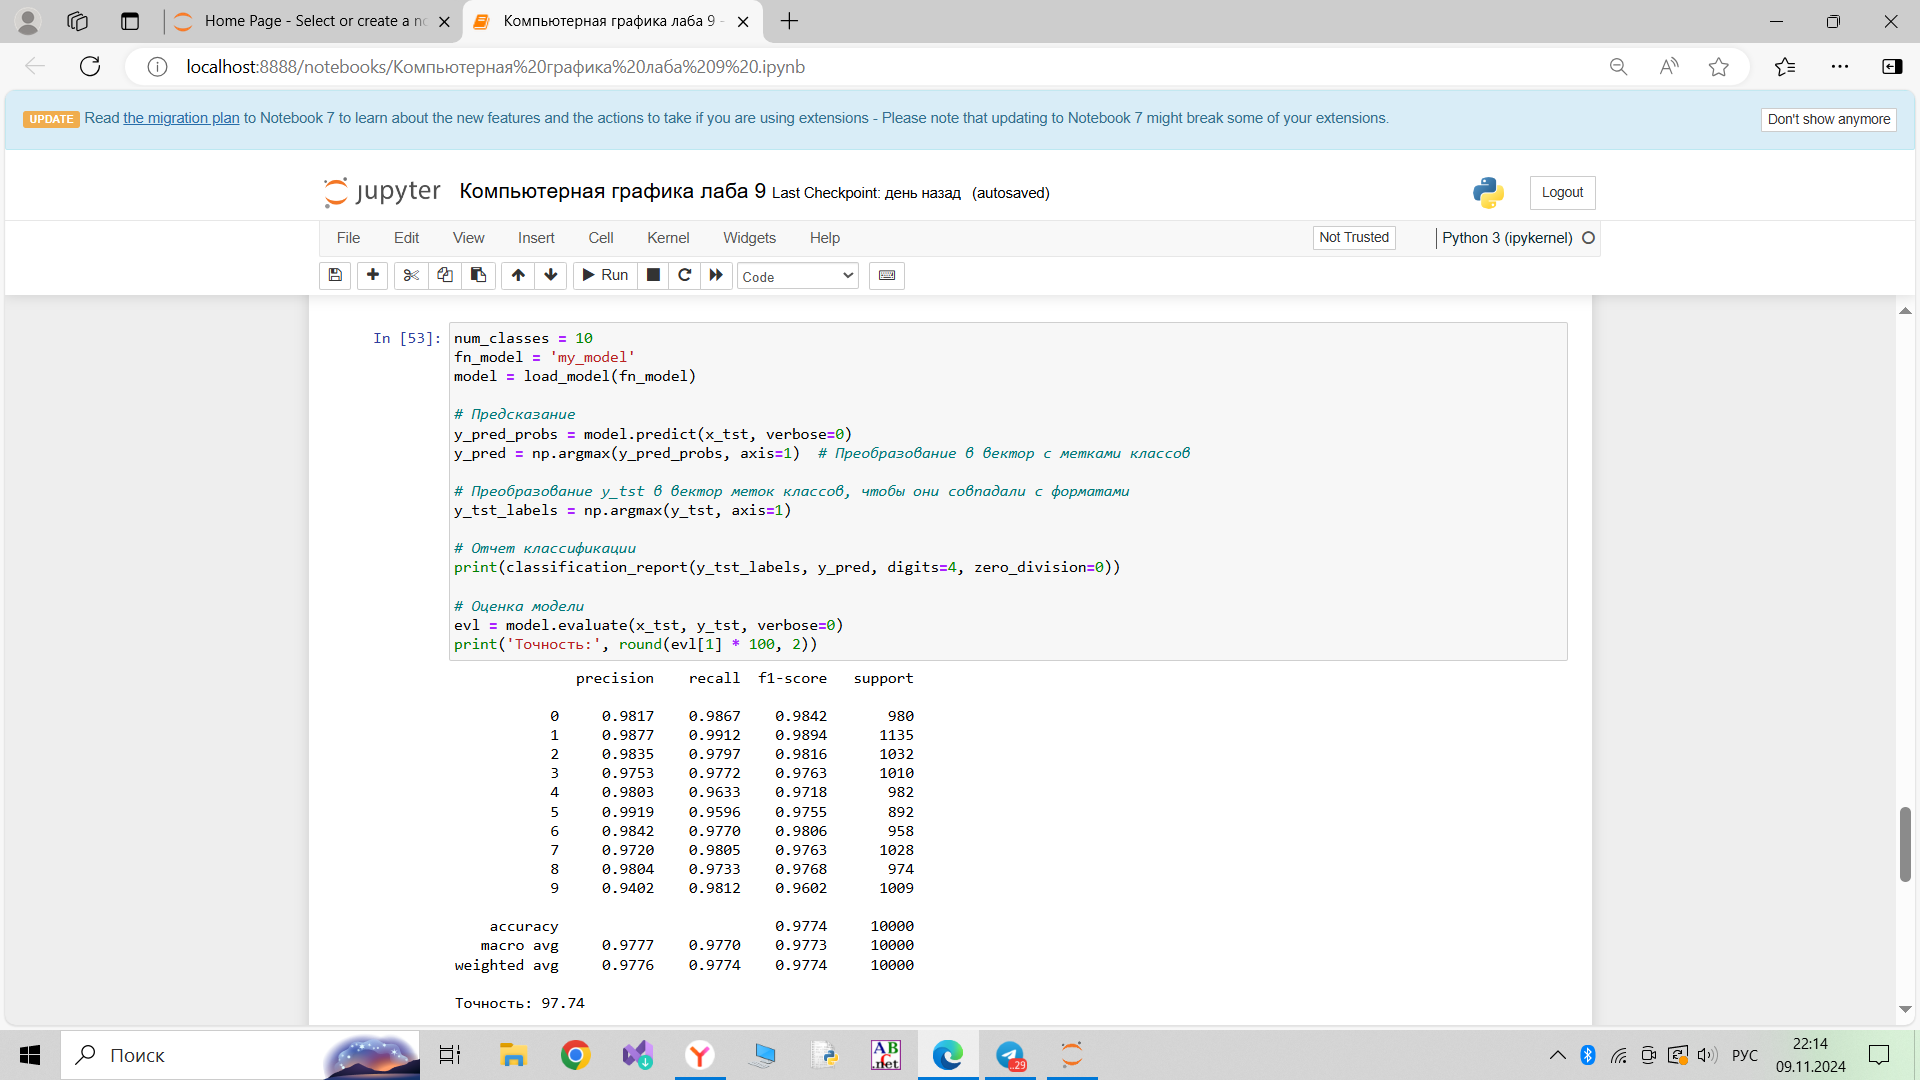 Home Page - Select or create a no
Компьютерная графика лаба 9 -
localhost:8888/notebooks/Компьютерная%20графика%20лаба%209%20.ipynb
UPDATE Read the migration plan to Notebook 7 to learn about the new features and the actions to take if you are using extensions - Please note that updating to Notebook 7 might break some of your extensions.
Don't show anymore
jupyter Компьютерная графика лаба 9 Last Checkpoint: день назад (autosaved)
Logout
File Edit View Insert Cell Kernel Widgets Help
Not Trusted
Python 3 (ipykernel)
Run
Code
In [53]:
num_classes = 10
fn_model = 'my_model'
model = load_model(fn_model)
# Предсказание
y_pred_probs = model.predict(x_tst, verbose=0)
y_pred = np.argmax(y_pred_probs, axis=1)  # Преобразование в вектор с метками классов
# Преобразование y_tst в вектор меток классов, чтобы они совпадали с форматами
y_tst_labels = np.argmax(y_tst, axis=1)
# Отчет классификации
print(classification_report(y_tst_labels, y_pred, digits=4, zero_division=0))
# Оценка модели
evl = model.evaluate(x_tst, y_tst, verbose=0)
print('Точность:', round(evl[1] * 100, 2))
precision recall f1-score support
0 0.9817 0.9867 0.9842 980
1 0.9877 0.9912 0.9894 1135
2 0.9835 0.9797 0.9816 1032
3 0.9753 0.9772 0.9763 1010
4 0.9803 0.9633 0.9718 982
5 0.9919 0.9596 0.9755 892
6 0.9842 0.9770 0.9806 958
7 0.9720 0.9805 0.9763 1028
8 0.9804 0.9733 0.9768 974
9 0.9402 0.9812 0.9602 1009
accuracy 0.9774 10000
macro avg 0.9777 0.9770 0.9773 10000
weighted avg 0.9776 0.9774 0.9774 10000
Точность: 97.74
Поиск
ABC.net
..29
РУС
22:14
09.11.2024